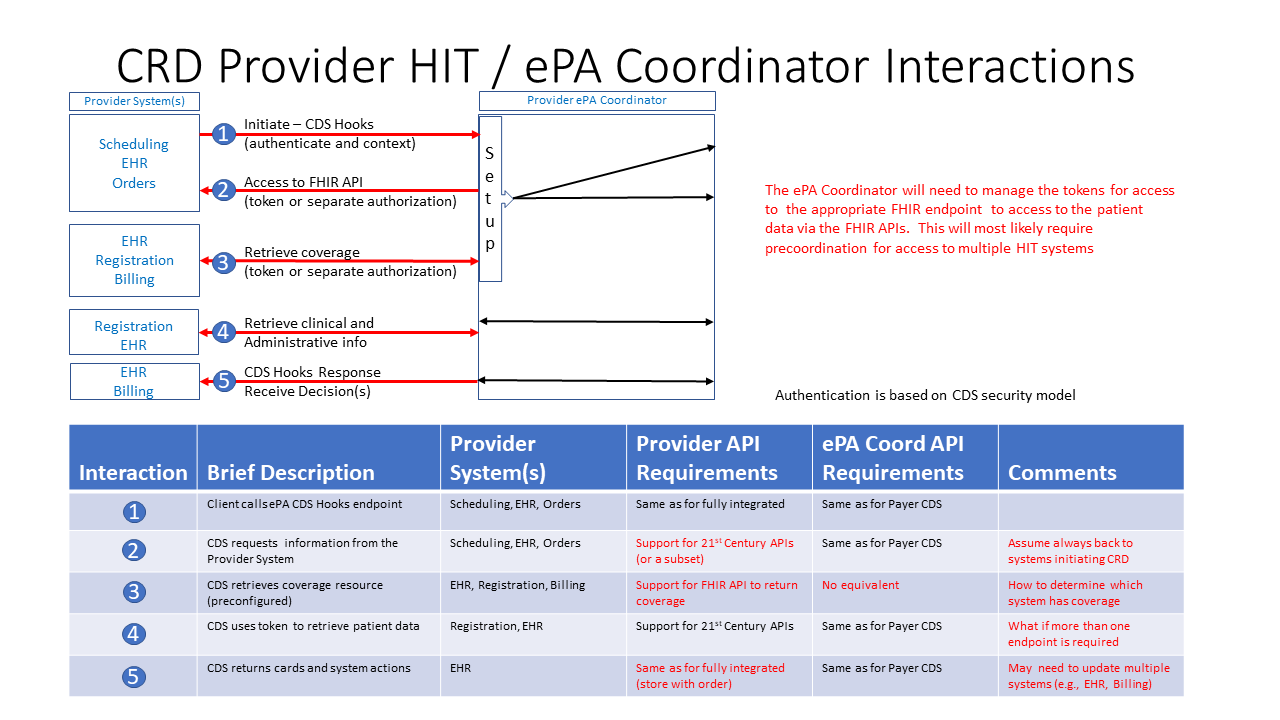 CRD Provider HIT / ePA Coordinator Interactions
Provider System(s)
Provider ePA Coordinator
Scheduling
EHR
Orders
1
Initiate – CDS Hooks
(authenticate and context)
2
Access to FHIR API
(token or separate authorization)
S
e
t
u
p
EHR
Registration
Billing
3
Retrieve coverage
(token or separate authorization)
Registration
EHR
4
Retrieve clinical and
Administrative info
EHR
Billing
5
CDS Hooks Response
Receive Decision(s)
The ePA Coordinator will need to manage the tokens for access
to the appropriate FHIR endpoint to access to the patient
data via the FHIR APIs. This will most likely require
precoordination for access to multiple HIT systems
Authentication is based on CDS security model
Interaction
Brief Description
Provider
System(s)
Provider API
Requirements
ePA Coord API
Requirements
Comments
1
Client calls ePA CDS Hooks endpoint
Scheduling, EHR, Orders
Same as for fully integrated
Same as for Payer CDS
2
CDS requests information from the
Provider System
Scheduling, EHR, Orders
Support for 21st Century APIs
(or a subset)
Same as for Payer CDS
Assume always back to
systems initiating CRD
3
CDS retrieves coverage resource
(preconfigured)
EHR, Registration, Billing
Support for FHIR API to return
coverage
No equivalent
How to determine which
system has coverage
4
CDS uses token to retrieve patient data
Registration, EHR
Support for 21st Century APIs
Same as for Payer CDS
What if more than one
endpoint is required
5
CDS returns cards and system actions
EHR
Same as for fully integrated
(store with order)
Same as for Payer CDS
May need to update multiple
systems (e.g., EHR, Billing)